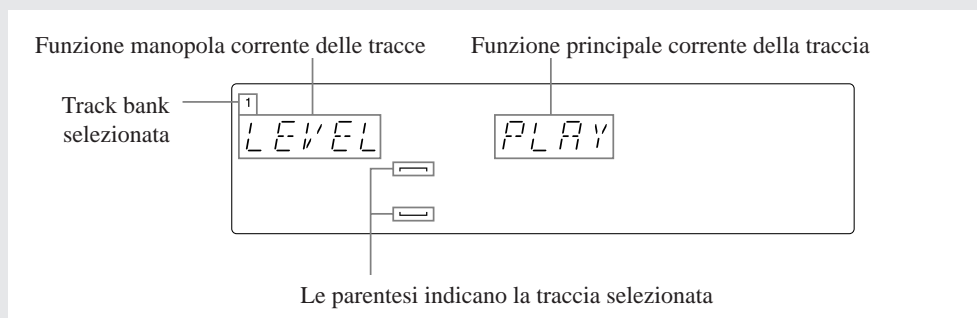 Funzione manopola corrente delle tracce
Funzione principale corrente della traccia
Track bank
selezionata
1
LEVEL
PLAY
Le parentesi indicano la traccia selezionata